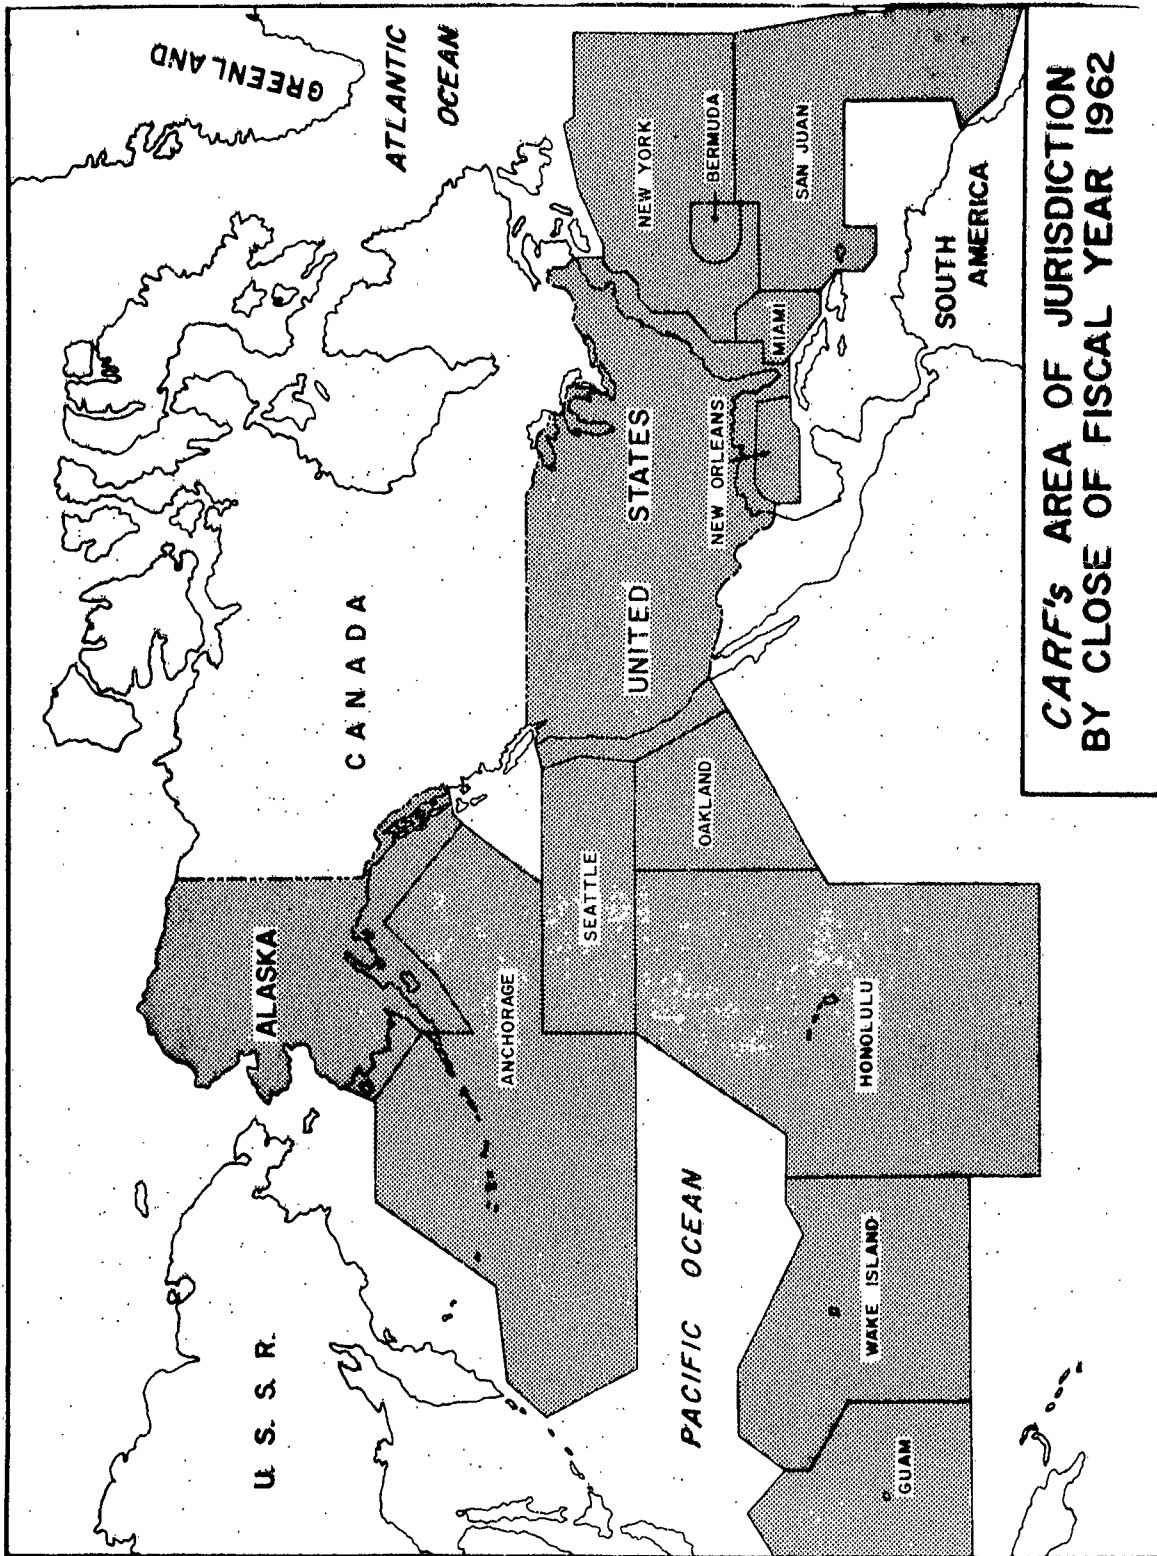 GREENLAND
ATLANTIC
OCEAN
CANADA
U. S. S. R.
ALASKA
ANCHORAGE
SEATTLE
OAKLAND
UNITED STATES
NEW ORLEANS
MIAMI
NEW YORK
BERMUDA
SAN JUAN
PACIFIC OCEAN
HONOLULU
WAKE ISLAND
GUAM
SOUTH
AMERICA
CARF's AREA OF JURISDICTION
BY CLOSE OF FISCAL YEAR 1962